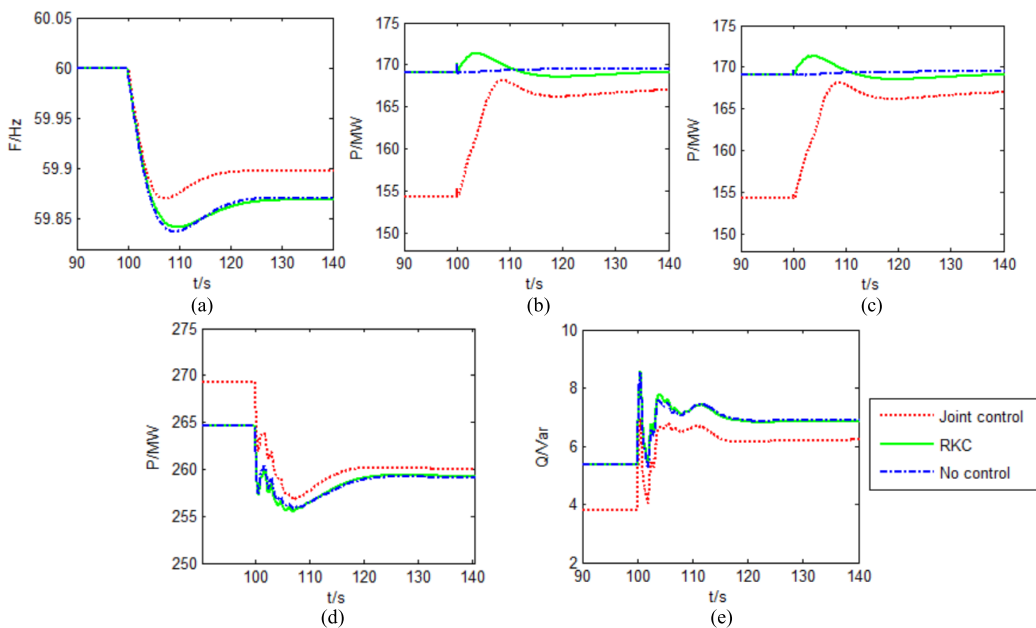 60.05
60
59.95
59.9
59.85
F/Hz
90 100 110 120 130 140
t/s
(a)
175
170
165
160
155
150
P/MW
90 100 110 120 130 140
t/s
(b)
175
170
165
160
155
150
P/MW
90 100 110 120 130 140
t/s
(c)
275
270
265
260
255
250
P/MW
100 110 120 130 140
t/s
(d)
10
8
6
4
2
Q/Var
90 100 110 120 130 140
t/s
(e)
Joint control
RKC
No control